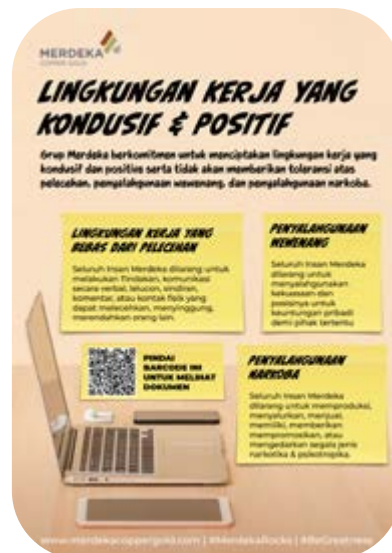 MERDEKA
COPPER GOLD
LINGKUNGAN KERJA YANG
KONDUSIF & POSITIF
Grup Merdeka berkomitmen untuk menciptakan lingkungan kerja yang
kondusif dan posities serta tidak akan memberikan toleransi atas
pelecehan, penyalahgunaan wewenang, dan penyalahgunaan narkoba.
LINGKUNGAN KERJA YANG
BEBAS DARI PELECEHAN
Seluruh Insan Merdeka dilarang untuk
melakukan Tindakan, komunikasi
secara verbal, lelucon, sindiran,
komentar, atau kontak fisik yang
dapat melecehkan, menyinggung,
merendahkan orang lain.
PENYALAHGUNAAN
WEWENANG
Seluruh Insan Merdeka
dilarang untuk
menyalahgunakan
kekuasaan dan
posisinya untuk
keuntungan pribadi
demi pihak tertentu
PINDAI
BARCODE INI
UNTUK MELIHAT
DOKUMEN
PENYALAHGUNAAN
NARKOBA
Seluruh Insan Merdeka
dilarang untuk memproduksi,
menyalurkan, menjual,
memiliki, memberikan
mempromosikan, atau
mengedarkan segala jenis
narkotika & psikotropika.
www.merdekacoppergold.com | #MerdekaRocks | #BeGreatness